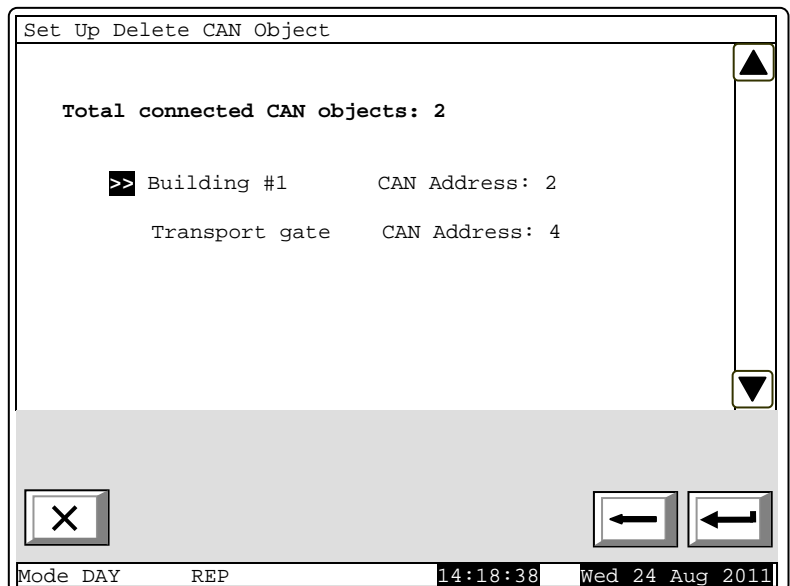 Set Up Delete CAN Object
Total connected CAN objects: 2
>> Building #1 CAN Address: 2
Transport gate CAN Address: 4
Mode DAY REP 14:18:38 Wed 24 Aug 2011